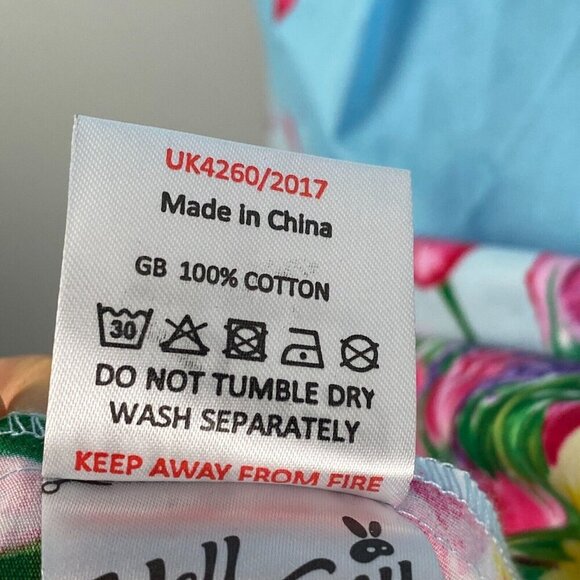 UK4260/2017
Made in China
GB 100% COTTON
30
DO NOT TUMBLE DRY
WASH SEPARATELY
KEEP AWAY FROM FIRE